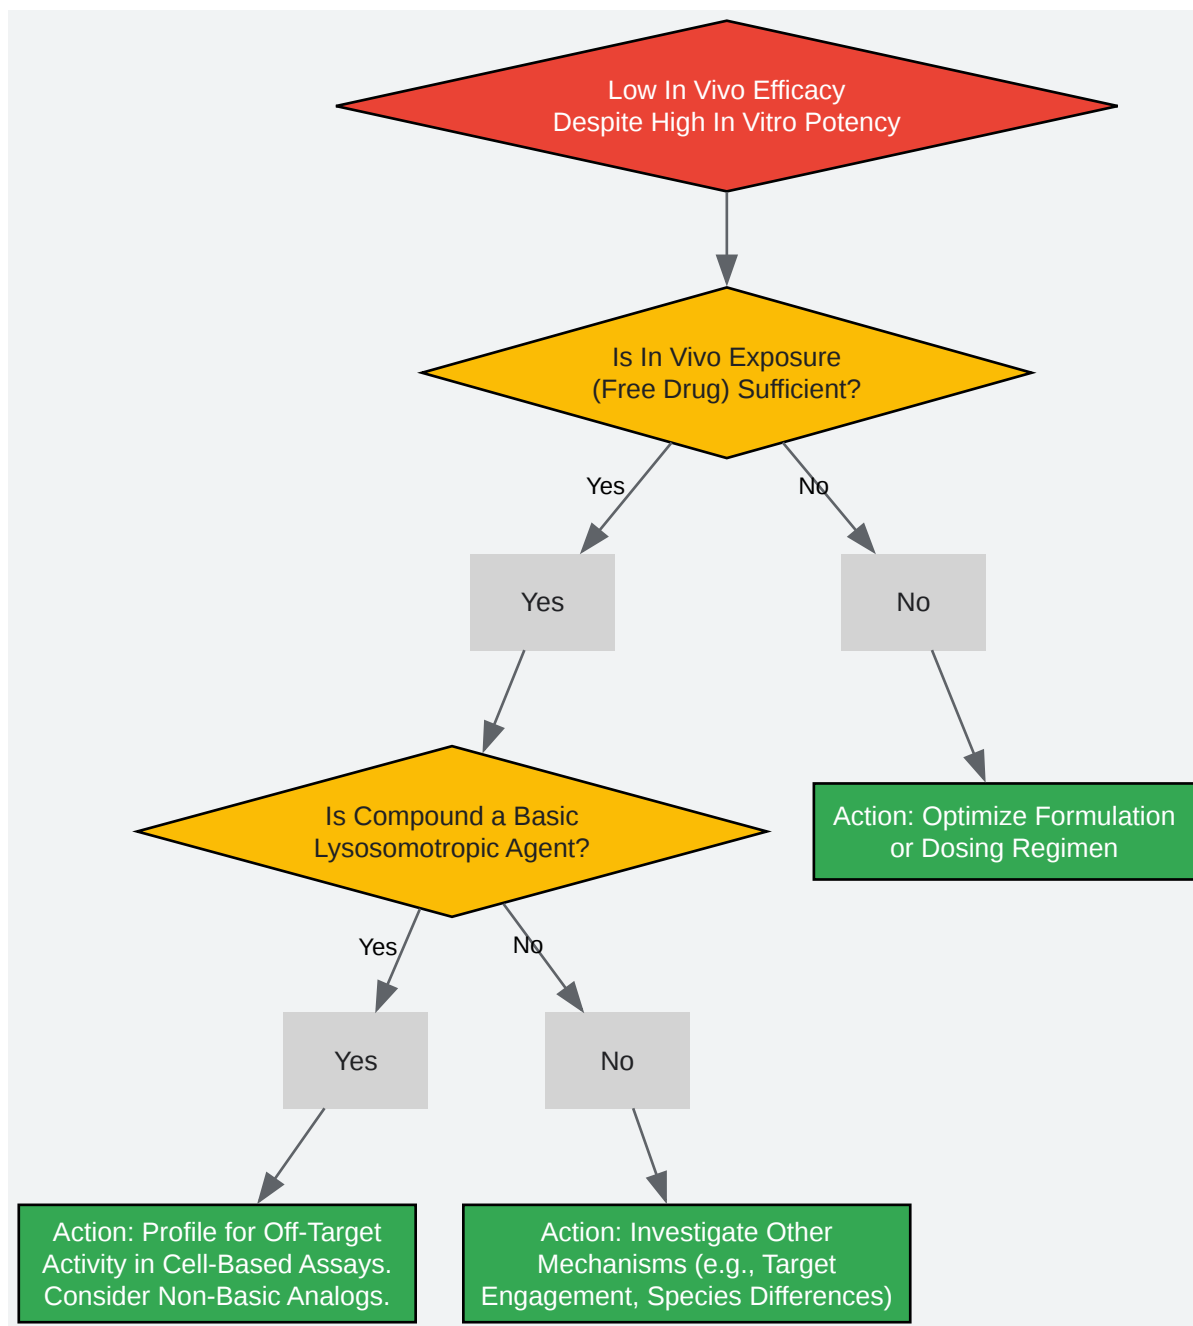 Low In Vivo Efficacy
Despite High In Vitro Potency
Is In Vivo Exposure
(Free Drug) Sufficient?
Yes
No
Yes
No
Is Compound a Basic
Lysosomotropic Agent?
Action: Optimize Formulation
or Dosing Regimen
Yes
No
Yes
No
Action: Profile for Off-Target
Activity in Cell-Based Assays.
Consider Non-Basic Analogs.
Action: Investigate Other
Mechanisms (e.g., Target
Engagement, Species Differences)